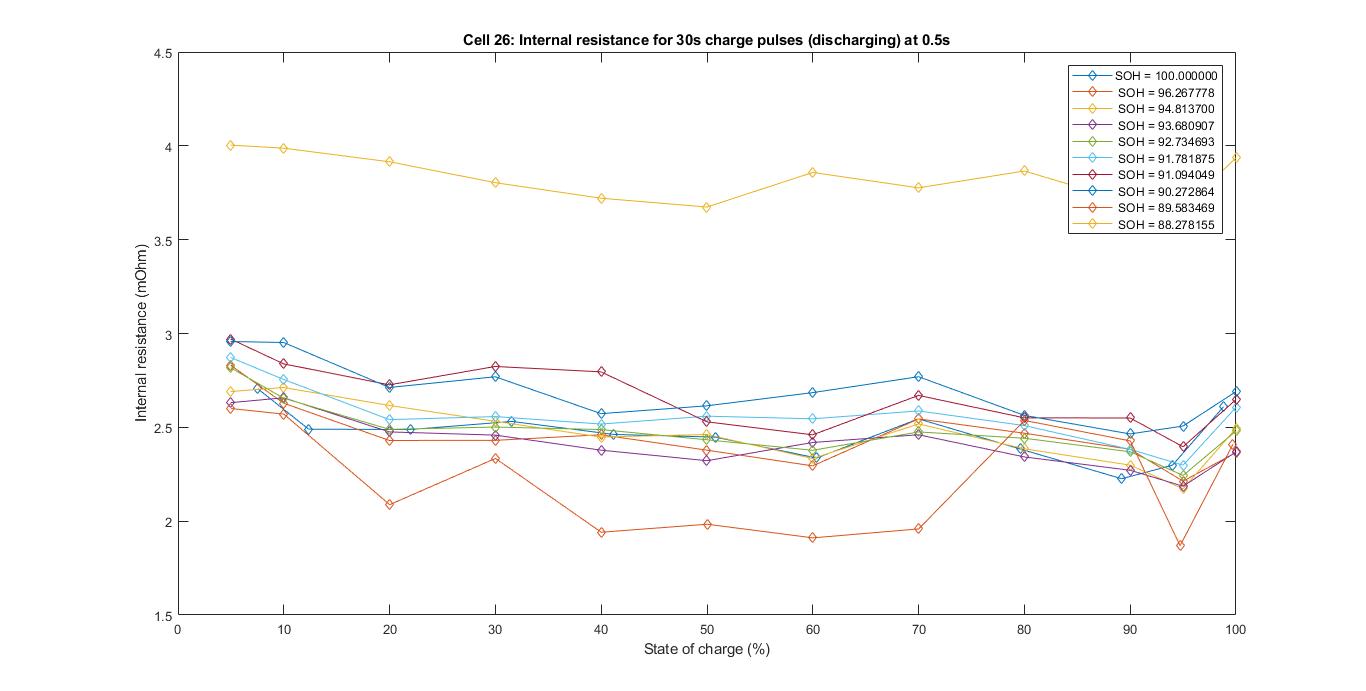 Cell 26: Internal resistance for 30s charge pulses (discharging) at 0.5s
4.5
4
3.5
3
2.5
2
1.5
Internal resistance (mOhm)
0 10 20 30 40 50 60 70 80 90 100
State of charge (%)
SOH = 100.000000
SOH = 96.267778
SOH = 94.813700
SOH = 93.680907
SOH = 92.734693
SOH = 91.781875
SOH = 91.094049
SOH = 90.272864
SOH = 89.583469
SOH = 88.278155